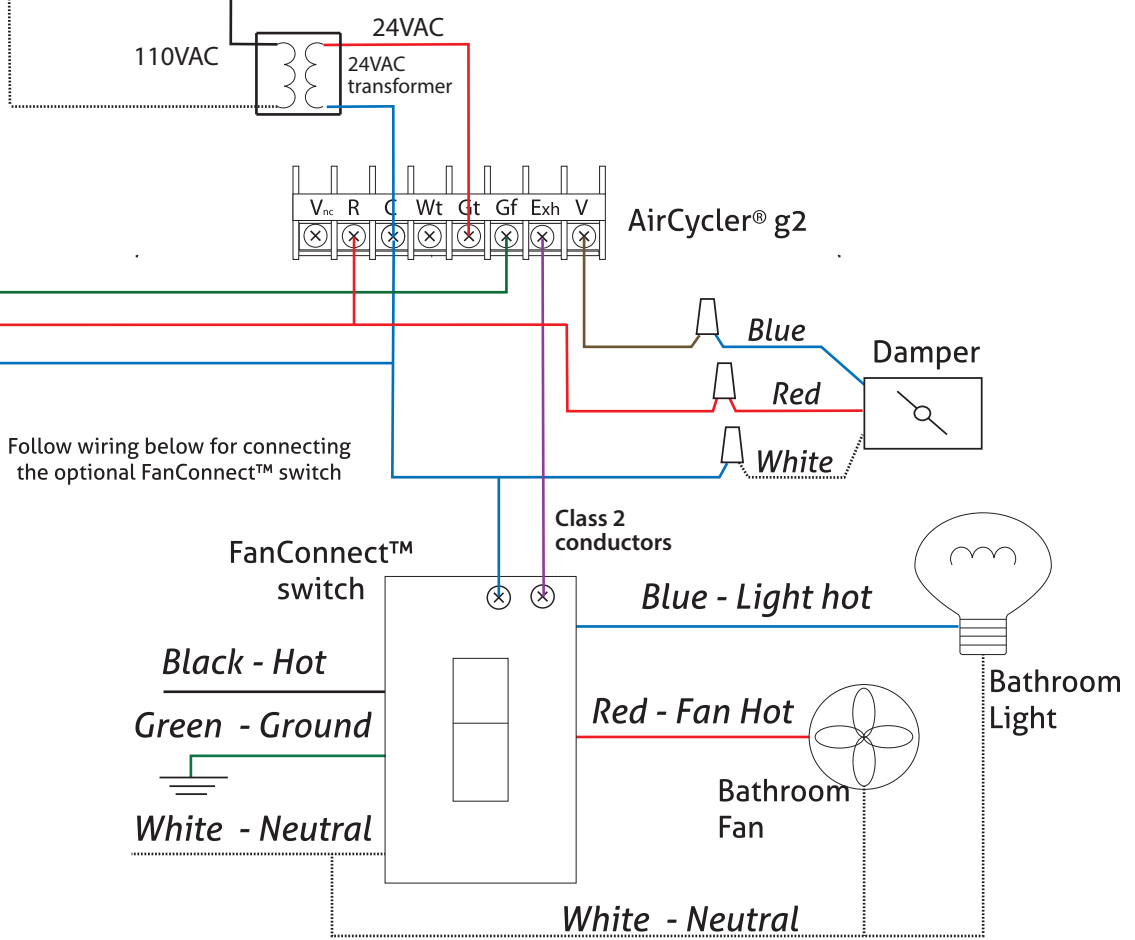 24VAC
110VAC
24VAC
transformer
Vnc R C Wt Gt Gf Exh V
AirCycler® g2
Blue
Damper
Red
Follow wiring below for connecting
the optional FanConnect™ switch
White
Class 2
conductors
FanConnect™
switch
Blue - Light hot
Black - Hot
Bathroom
Light
Green - Ground
Red - Fan Hot
Bathroom
Fan
White - Neutral
White - Neutral